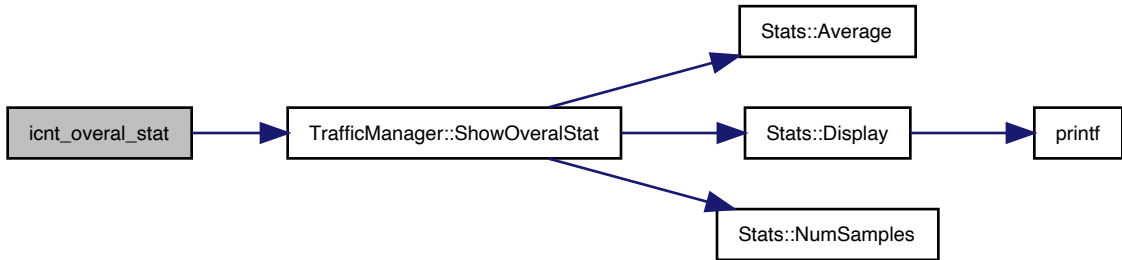 icnt_overal_stat
TrafficManager::ShowOveralStat
Stats::Average
Stats::Display
printf
Stats::NumSamples